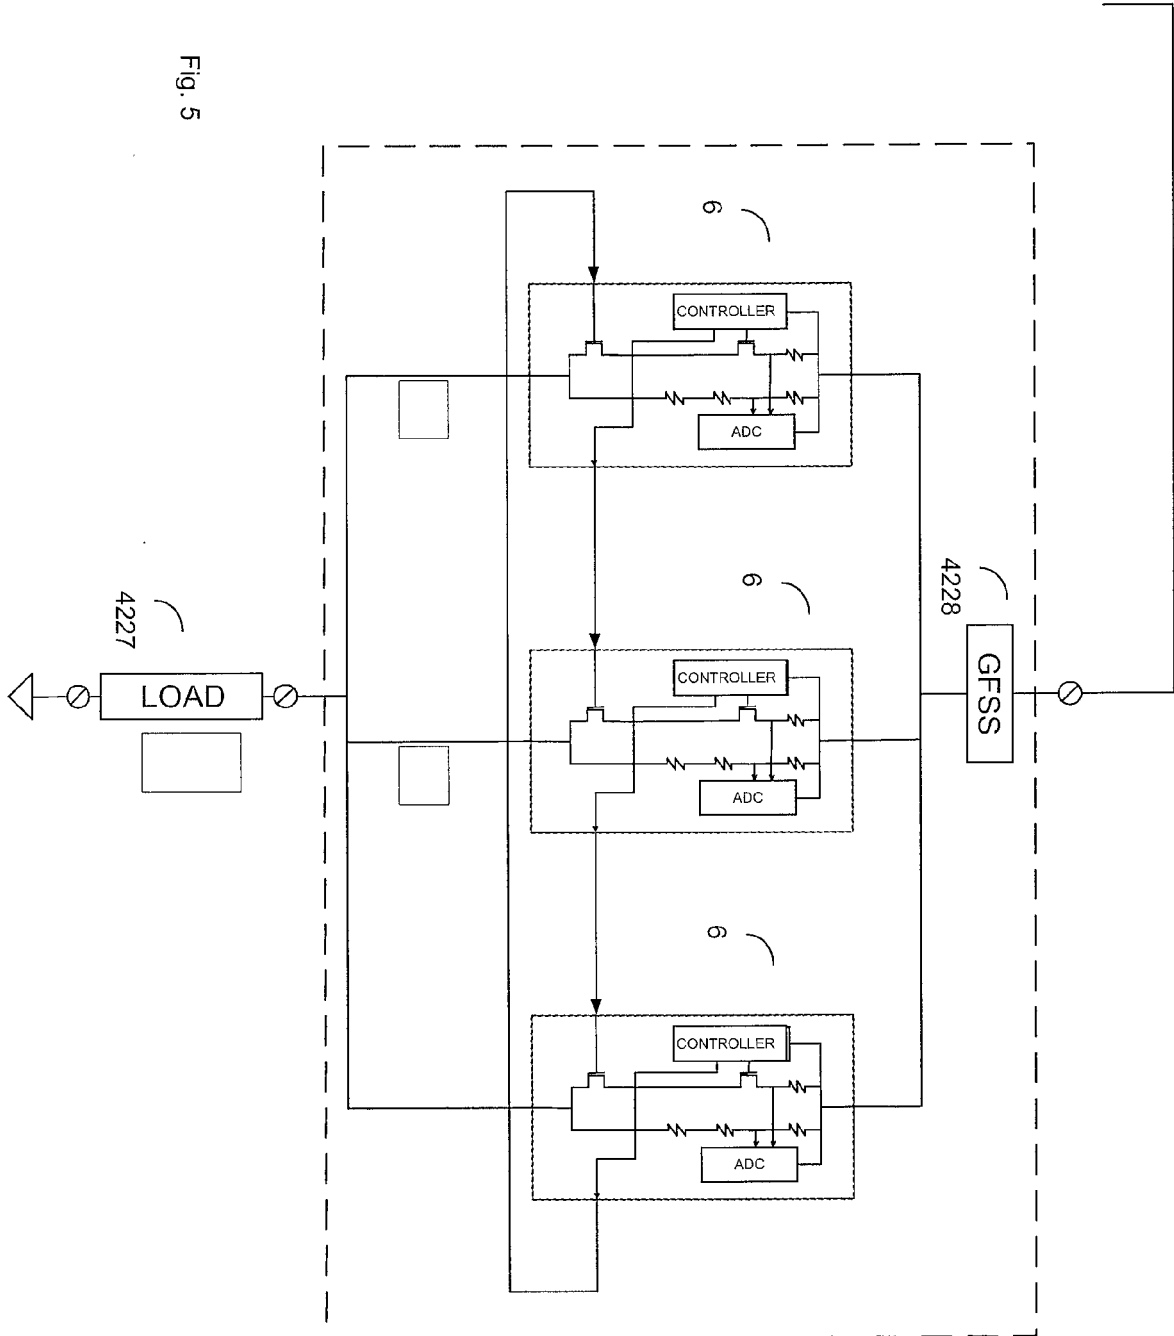 Fig. 5
6
CONTROLLER
ADC
6
4228
GFSS
CONTROLLER
ADC
4227
LOAD
6
CONTROLLER
ADC